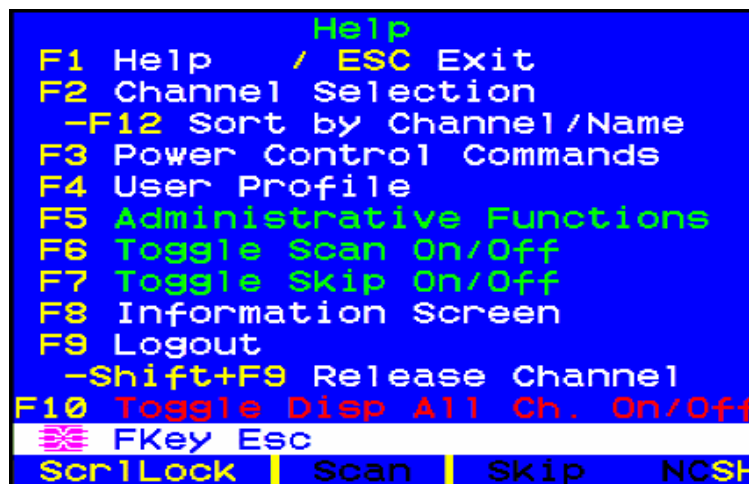 Help
F1 Help / ESC Exit
F2 Channel Selection
-F12 Sort by Channel/Name
F3 Power Control Commands
F4 User Profile
F5 Administrative Functions
F6 Toggle Scan On/Off
F7 Toggle Skip On/Off
F8 Information Screen
F9 Logout
-Shift+F9 Release Channel
F10 Toggle Disp All Ch. On/Off
FKey Esc
ScrlLock Scan Skip NCSH